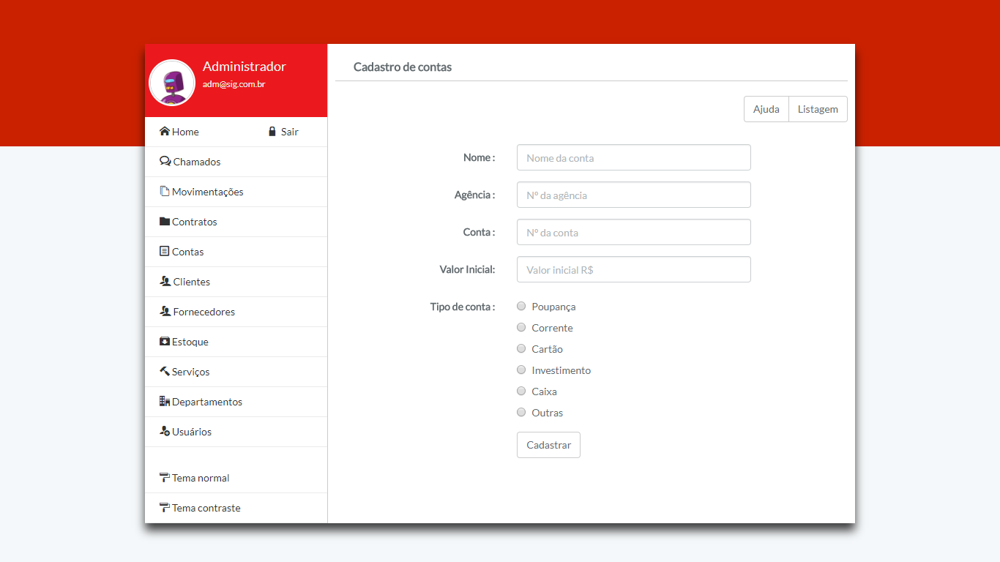 Administrador
adm@sig.com.br
Home
Sair
Chamados
Movimentações
Contratos
Contas
Clientes
Fornecedores
Estoque
Serviços
Departamentos
Usuários
Tema normal
Tema contraste
Cadastro de contas
Ajuda
Listagem
Nome :
Nome da conta
Agência :
Nº da agência
Conta :
Nº da conta
Valor Inicial:
Valor inicial R$
Tipo de conta :
Poupança
Corrente
Cartão
Investimento
Caixa
Outras
Cadastrar